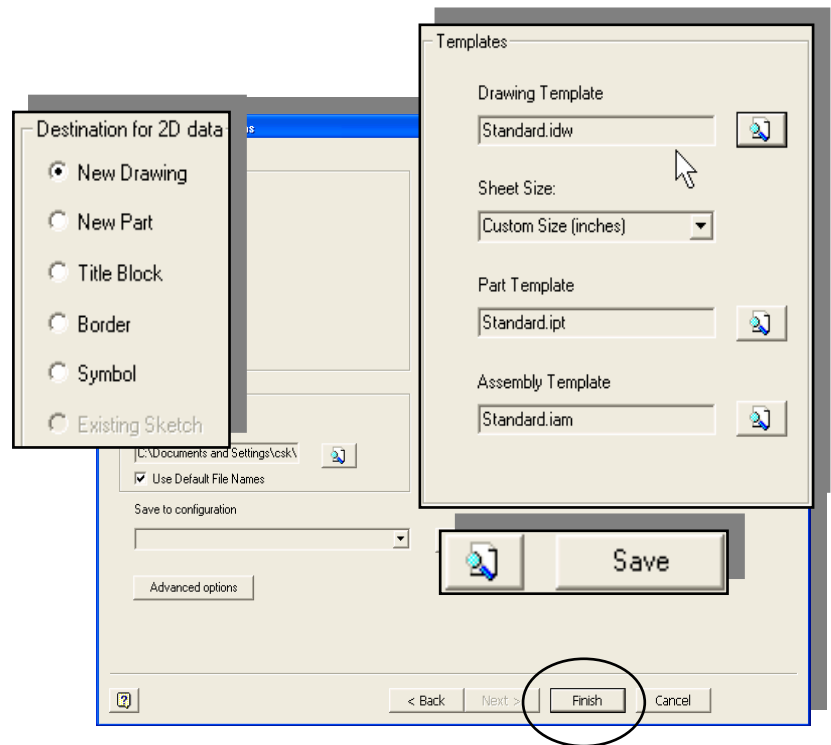 Templates
Drawing Template
Standard.idw
Sheet Size:
Custom Size (inches)
Part Template
Standard.ipt
Assembly Template
Standard.iam
Destination for 2D data
New Drawing
New Part
Title Block
Border
Symbol
Existing Sketch
C:\Documents and Settings\csk\
Use Default File Names
Save to configuration
Save
Advanced options
< Back
Next >
Finish
Cancel